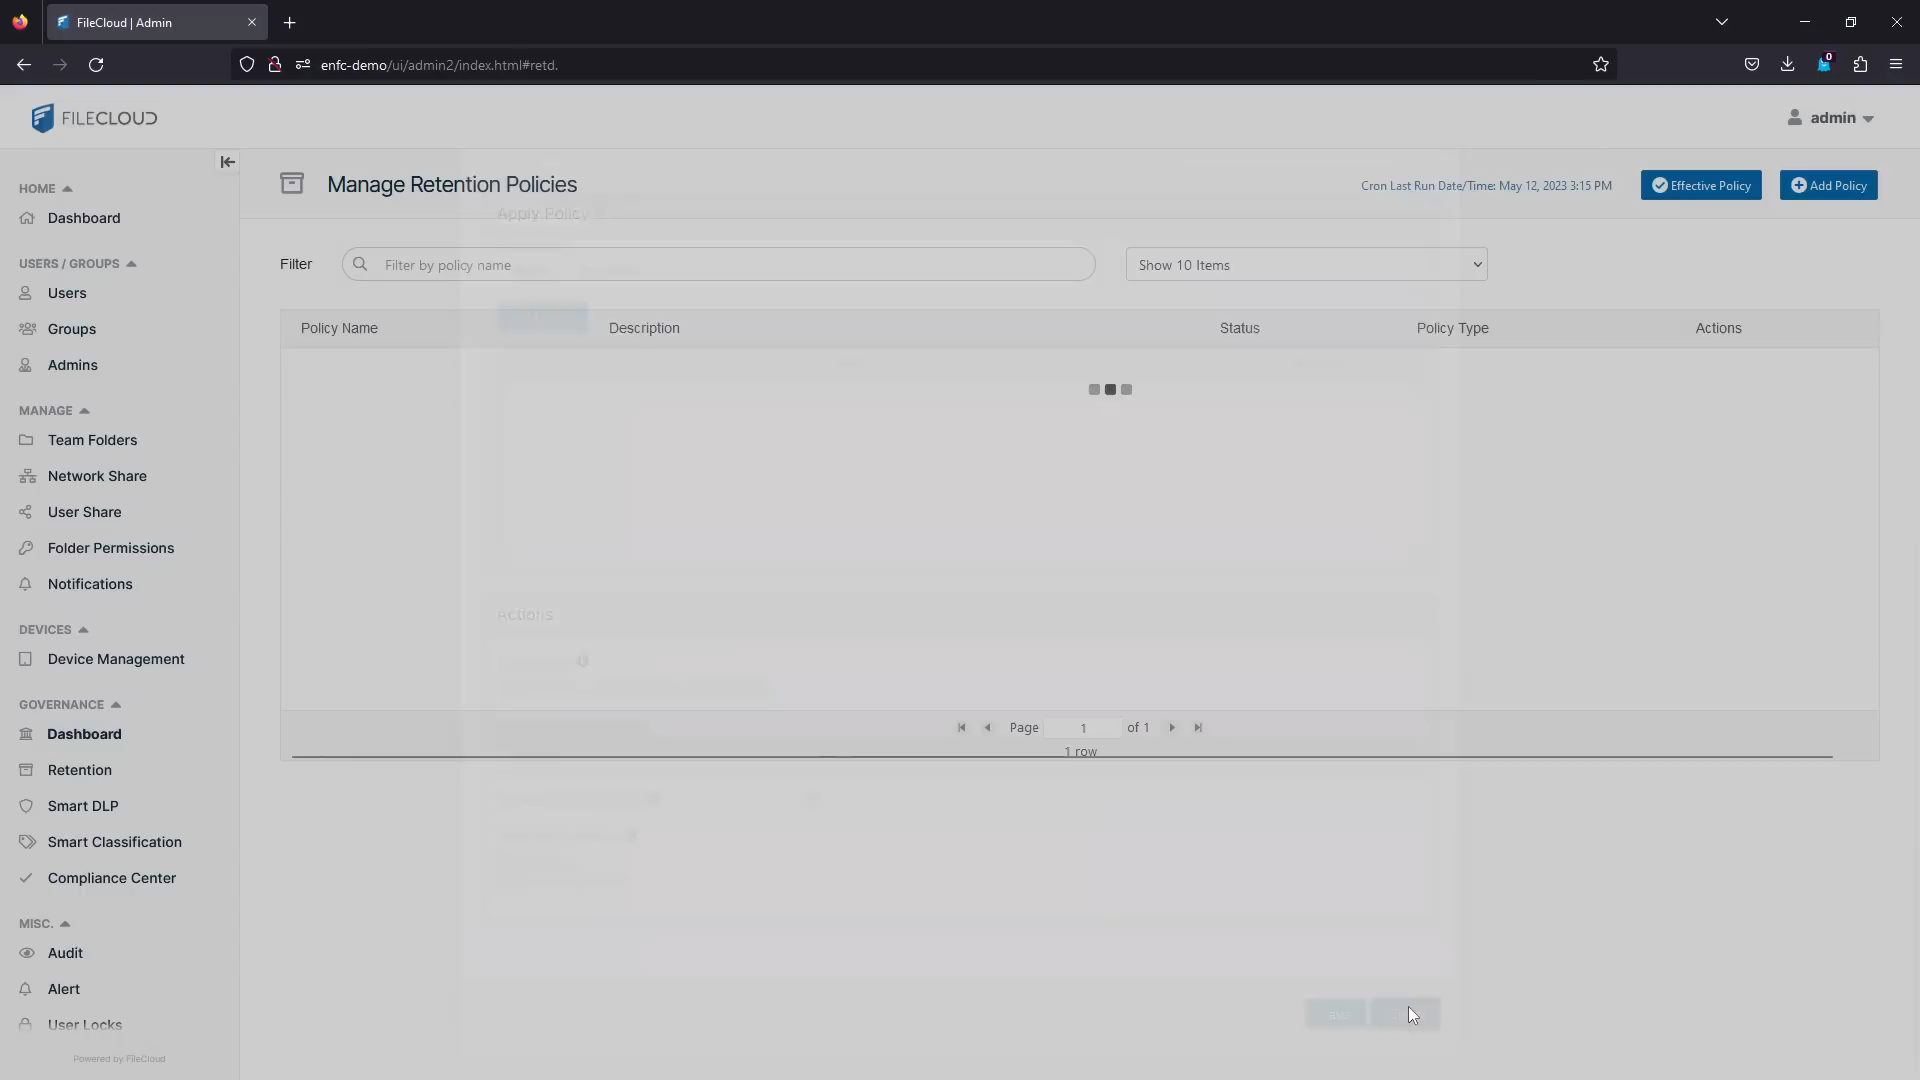 FileCloud | Admin
enfc-demo/ui/admin2/index.html#retd.
0
FILECLOUD
admin
HOME
Dashboard
USERS / GROUPS
Users
Groups
Admins
MANAGE
Team Folders
Network Share
User Share
Folder Permissions
Notifications
DEVICES
Device Management
GOVERNANCE
Dashboard
Retention
Smart DLP
Smart Classification
Compliance Center
MISC.
Audit
Alert
User Locks
Powered by FileCloud
Manage Retention Policies
Cron Last Run Date/Time: May 12, 2023 3:15 PM
Effective Policy
Add Policy
Apply Policy
Filter
Filter by policy name
Show 10 Items
Policy Name Description Status Policy Type Actions
Actions
Page 1 of 1
1 row